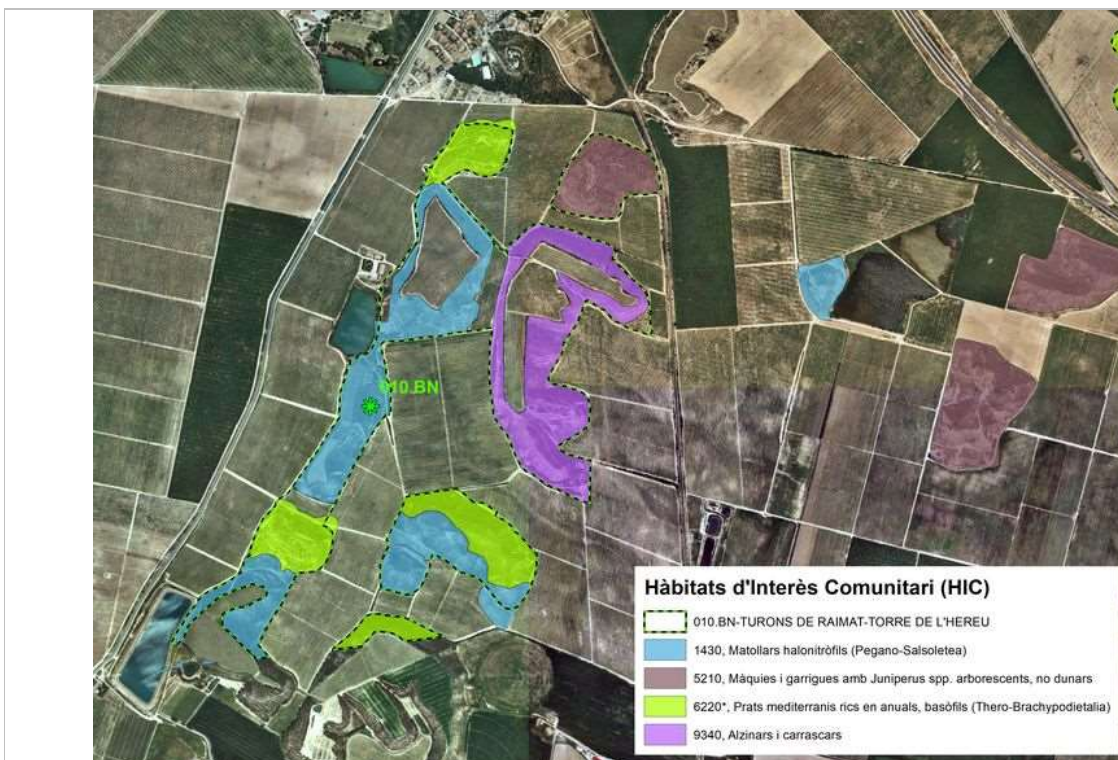 010.BN
Hàbitats d'Interès Comunitari (HIC)
010.BN-TURONS DE RAIMAT-TORRE DE L'HEREU
1430, Matollars halonitròfils (Pegano-Salsoletea)
5210, Màquies i garrigues amb Juniperus spp. arborescents, no dunars
6220*, Prats mediterranis rics en anuals, basòfils (Thero-Brachypodietalia)
9340, Alzinars i carrascars